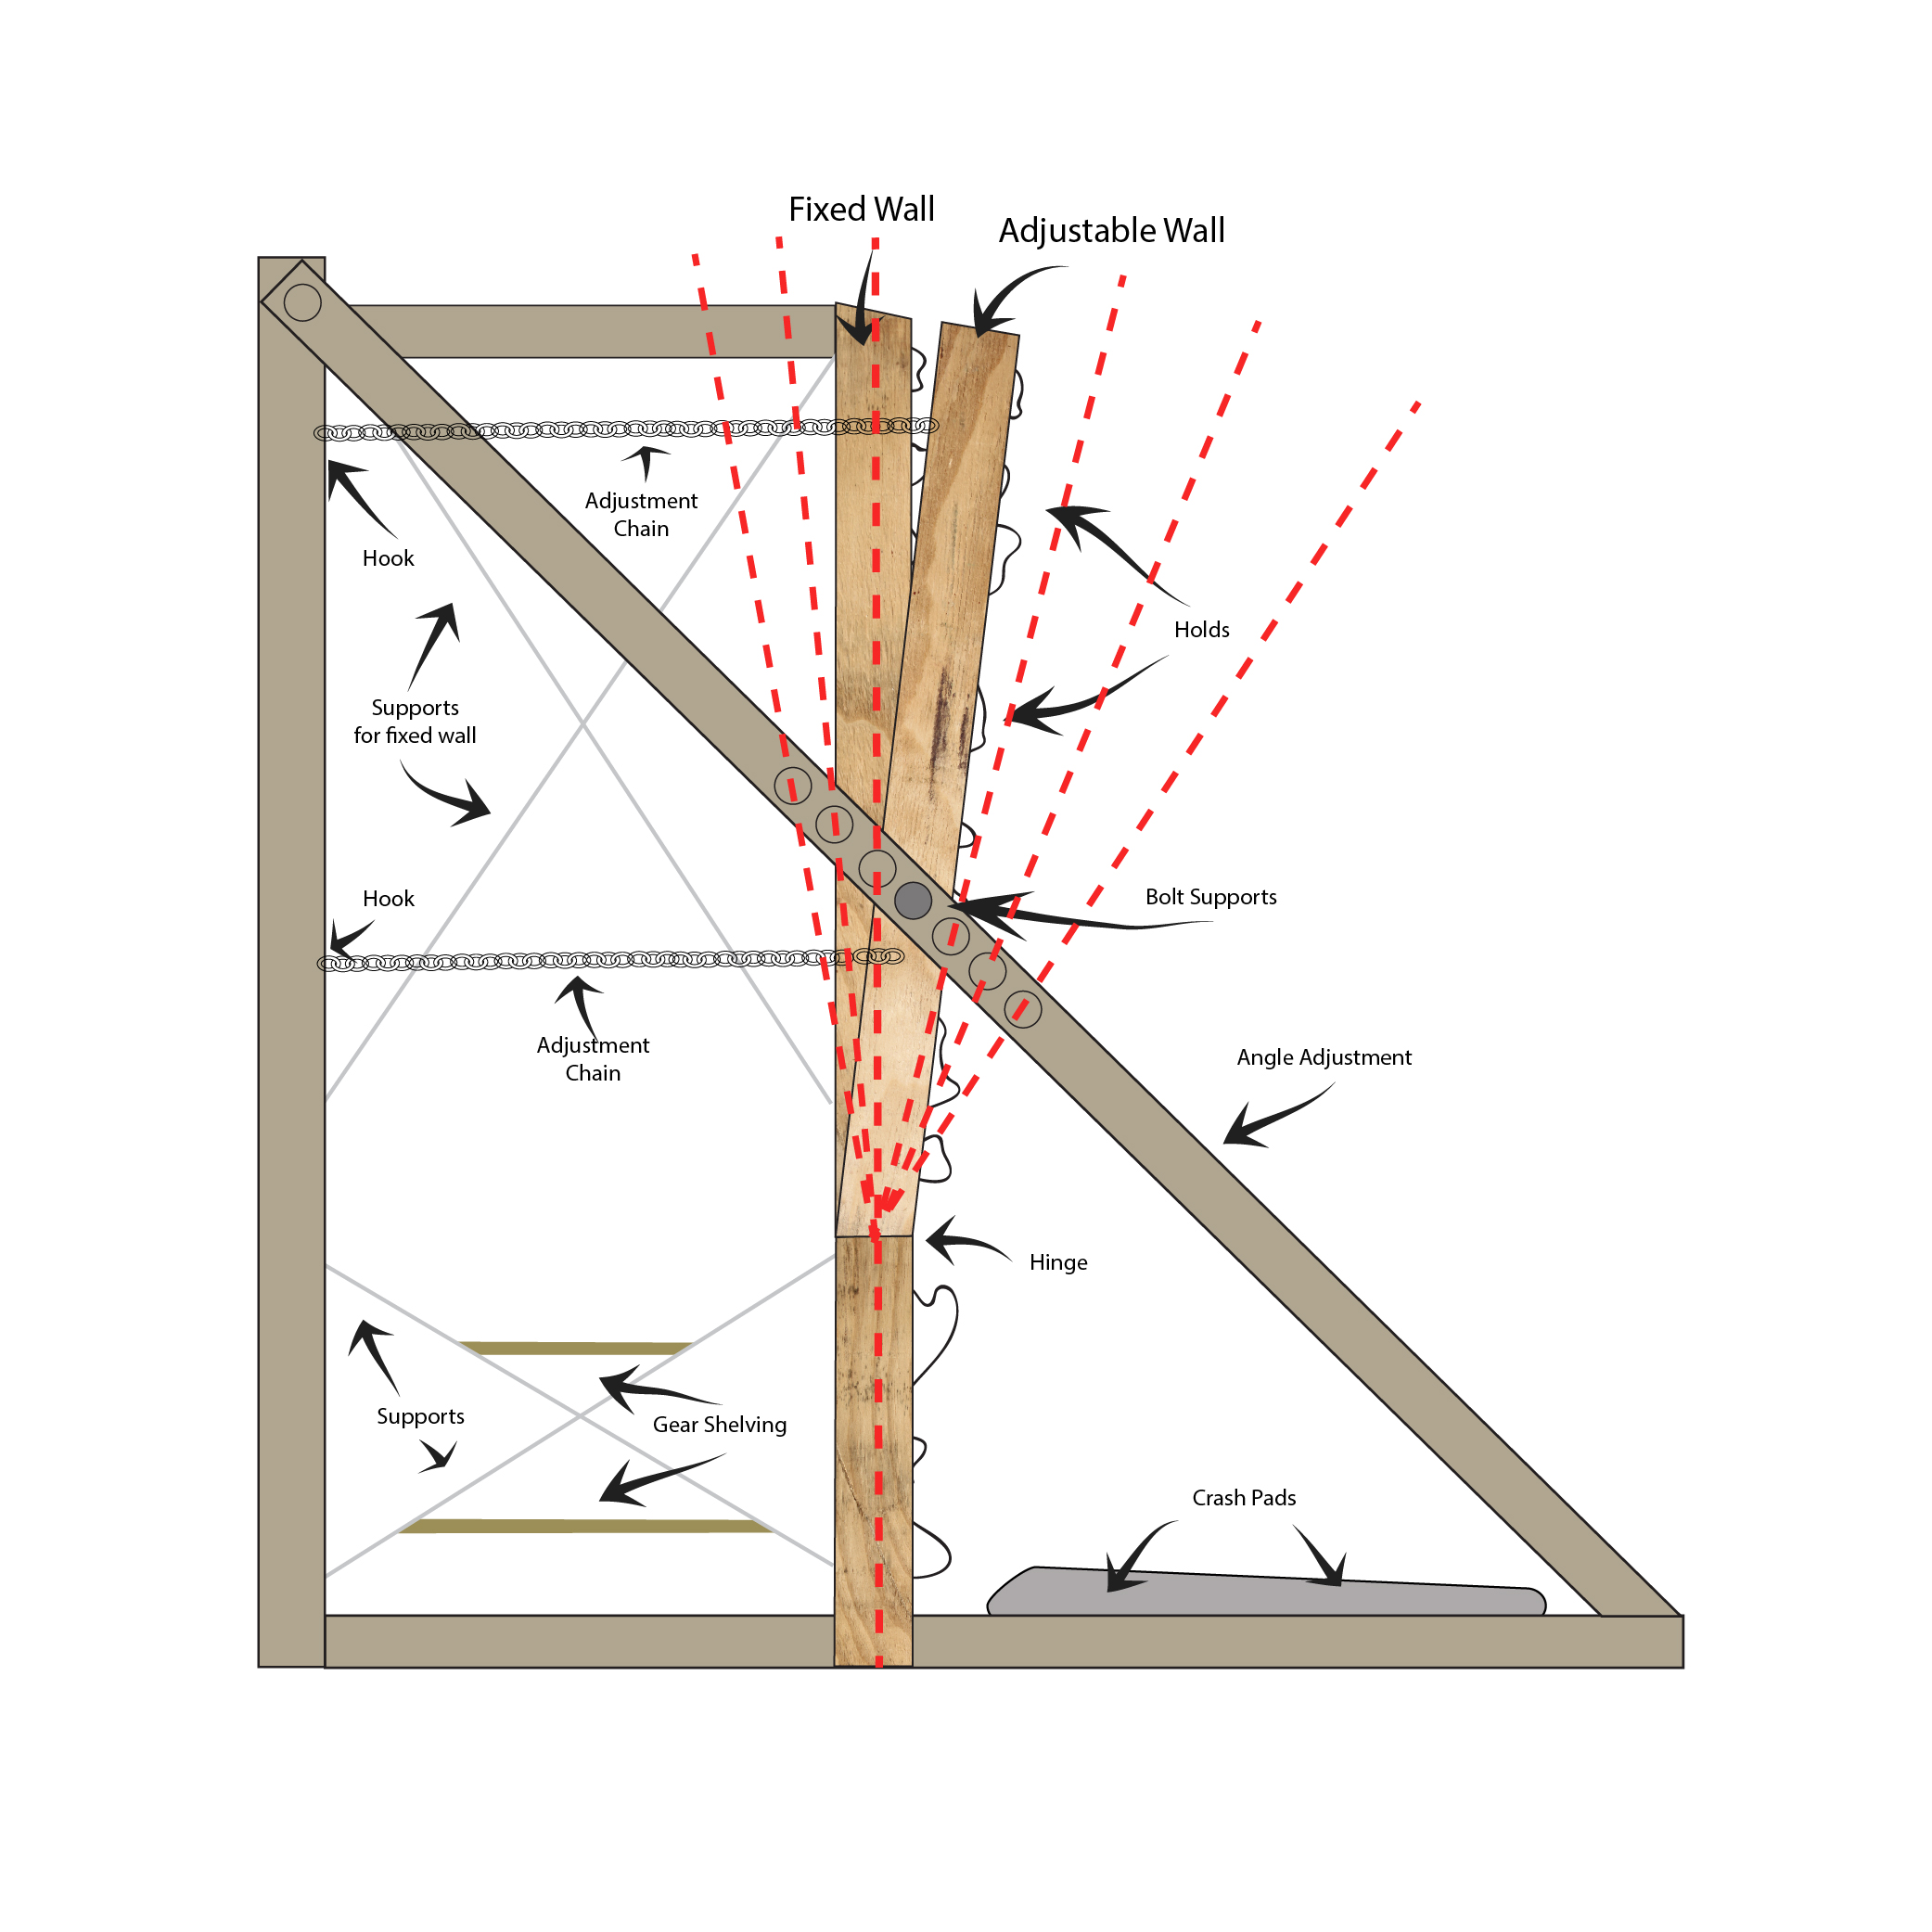 Fixed Wall
Adjustable Wall
Adjustment
Chain
Hook
Holds
Supports
for fixed wall
Hook
Bolt Supports
Adjustment
Chain
Angle Adjustment
Hinge
Supports
Gear Shelving
Crash Pads